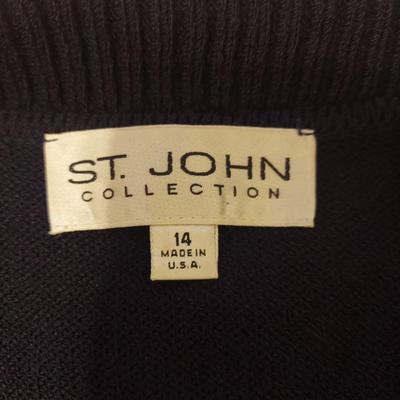 ST. JOHN
COLLECTION
14
MADE IN
U.S.A.